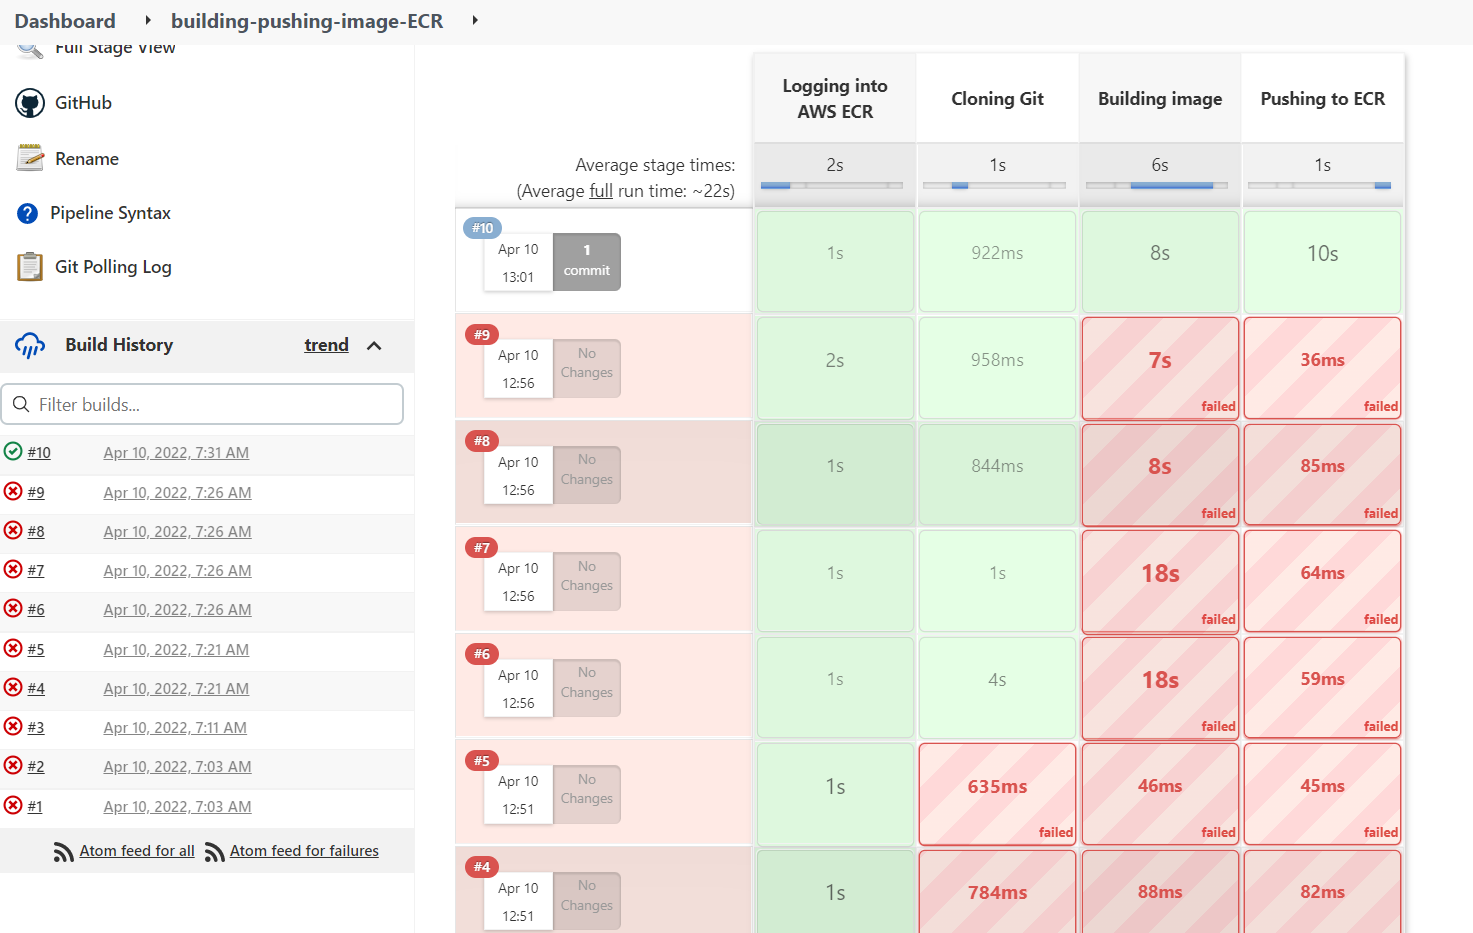 Dashboard
building-pushing-image-ECR
Full Stage View
GitHub
Rename
Pipeline Syntax
Git Polling Log
Build History
trend
Filter builds...
#10 Apr 10, 2022, 7:31 AM
#9 Apr 10, 2022, 7:26 AM
#8 Apr 10, 2022, 7:26 AM
#7 Apr 10, 2022, 7:26 AM
#6 Apr 10, 2022, 7:26 AM
#5 Apr 10, 2022, 7:21 AM
#4 Apr 10, 2022, 7:21 AM
#3 Apr 10, 2022, 7:11 AM
#2 Apr 10, 2022, 7:03 AM
#1 Apr 10, 2022, 7:03 AM
Atom feed for all Atom feed for failures
Logging into
AWS ECR
Cloning Git
Building image
Pushing to ECR
Average stage times:
(Average full run time: ~22s)
2s 1s 6s 1s
#10
Apr 10
13:01
1
commit
1s 922ms 8s 10s
#9
Apr 10
12:56
No
Changes
2s 958ms 7s 36ms
failed failed
#8
Apr 10
12:56
No
Changes
1s 844ms 8s 85ms
failed failed
#7
Apr 10
12:56
No
Changes
1s 1s 18s 64ms
failed failed
#6
Apr 10
12:56
No
Changes
1s 4s 18s 59ms
failed failed
#5
Apr 10
12:51
No
Changes
1s 635ms 46ms 45ms
failed failed failed
#4
Apr 10
12:51
No
Changes
1s 784ms 88ms 82ms